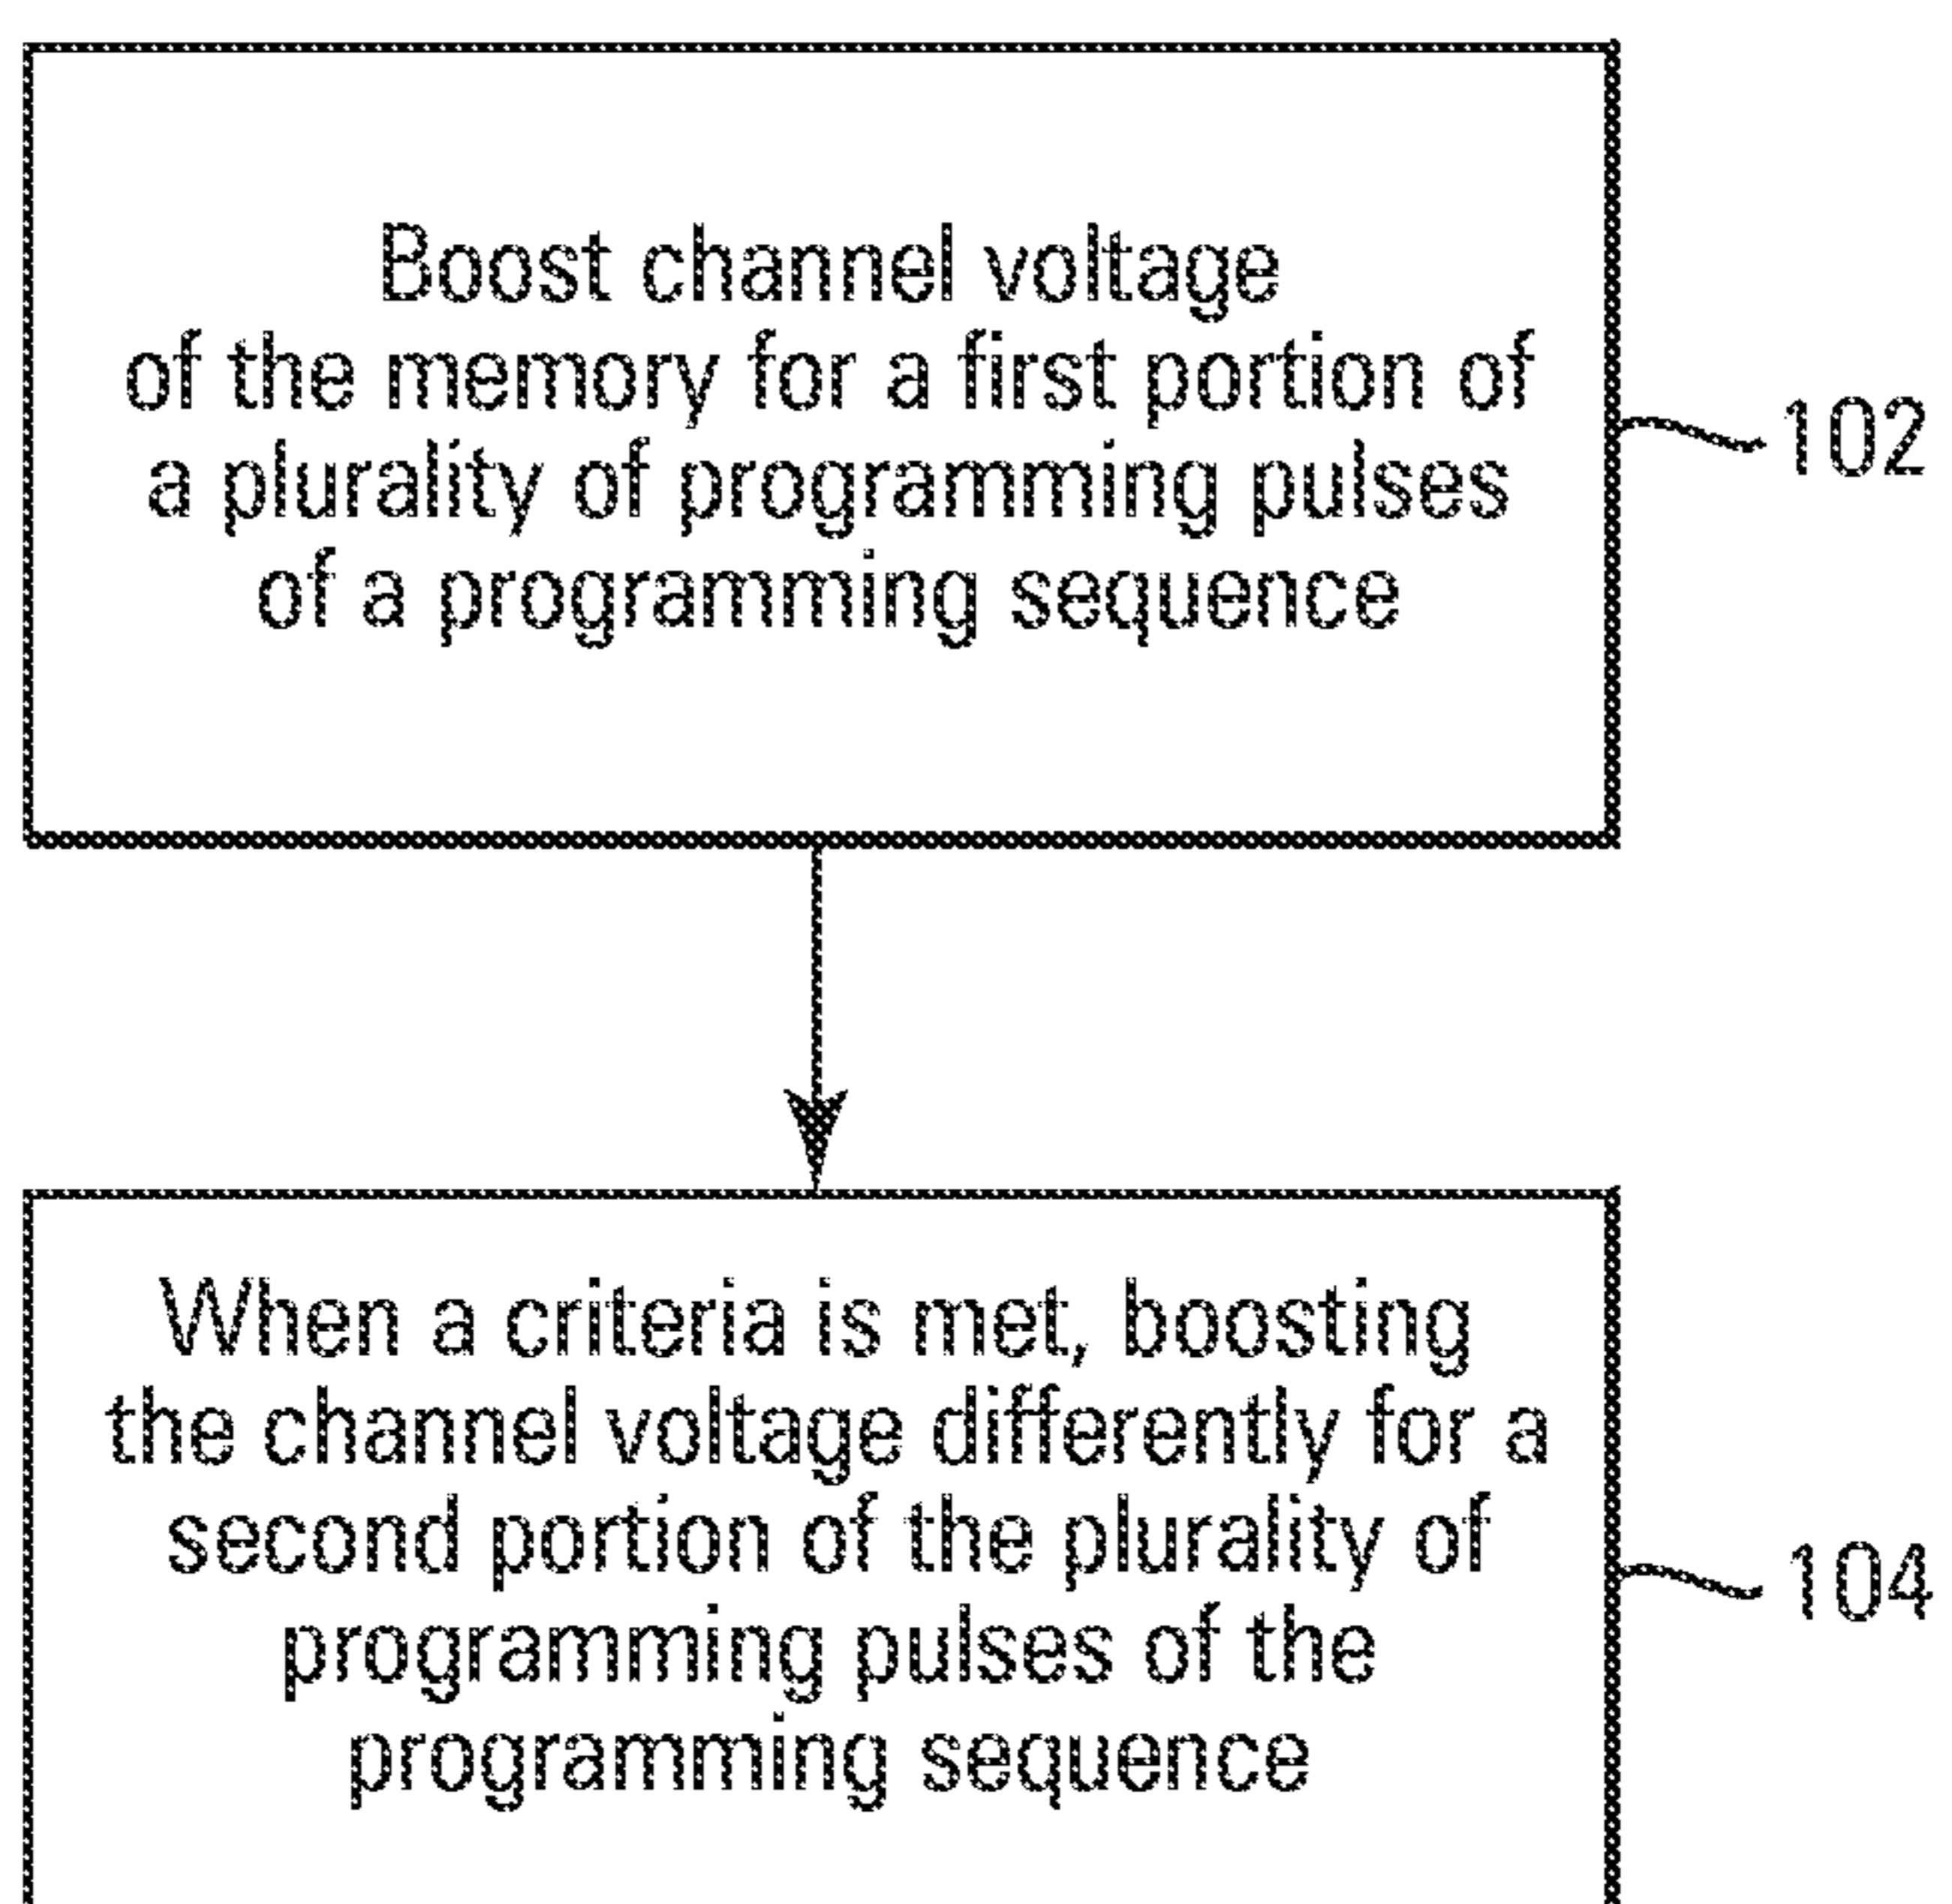 Boost channel voltage
of the memory for a first portion of
a plurality of programming pulses
of a programming sequence
102
When a criteria is met, boosting
the channel voltage differently for a
second portion of the plurality of
programming pulses of the
programming sequence
104